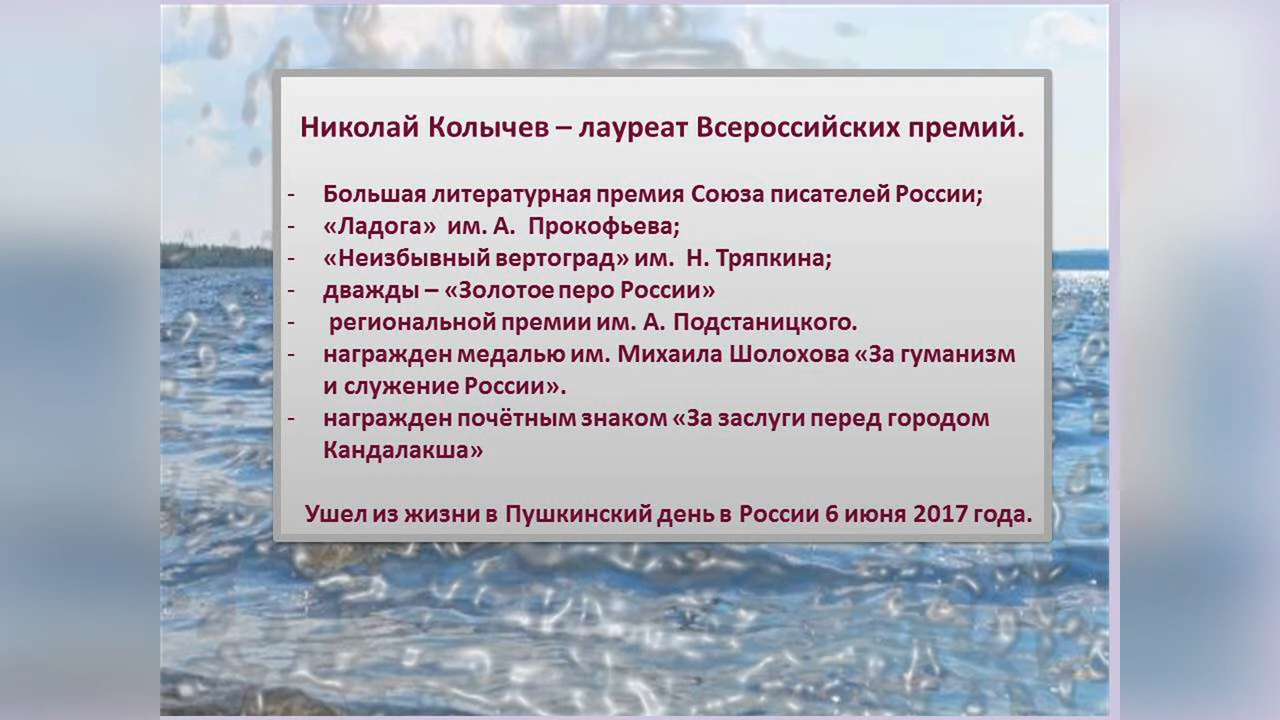 Николай Колычев – лауреат Всероссийских премий.
- Большая литературная премия Союза писателей России;
- «Ладога» им. А. Прокофьева;
- «Неизбывный вертоград» им. Н. Тряпкина;
- дважды – «Золотое перо России»
- региональной премии им. А. Подстаницкого.
- награжден медалью им. Михаила Шолохова «За гуманизм
и служение России».
- награжден почётным знаком «За заслуги перед городом
Кандалакша»
Ушел из жизни в Пушкинский день в России 6 июня 2017 года.